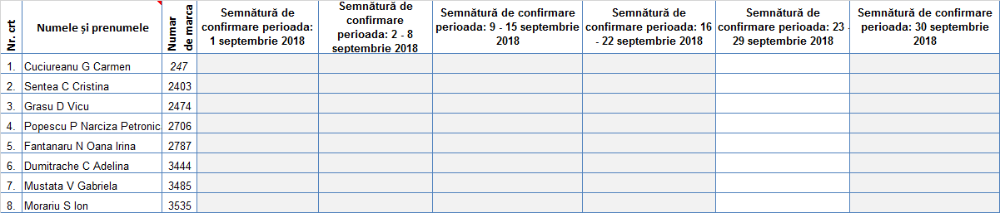 Nr. crt
Numele și prenumele
Numar
de marca
Semnătură de
confirmare perioada:
1 septembrie 2018
Semnătură de
confirmare
perioada: 2 - 8
septembrie 2018
Semnătură de confirmare
perioada: 9 - 15 septembrie
2018
Semnătură de
confirmare perioada: 16
- 22 septembrie 2018
Semnătură de
confirmare perioada: 23 -
29 septembrie 2018
Semnătură de confirmare
perioada: 30 septembrie
2018
1. Cuciureanu G Carmen 247
2. Sentea C Cristina 2403
3. Grasu D Vicu 2474
4. Popescu P Narciza Petronic 2706
5. Fantanaru N Oana Irina 2787
6. Dumitrache C Adelina 3444
7. Mustata V Gabriela 3485
8. Morariu S Ion 3535